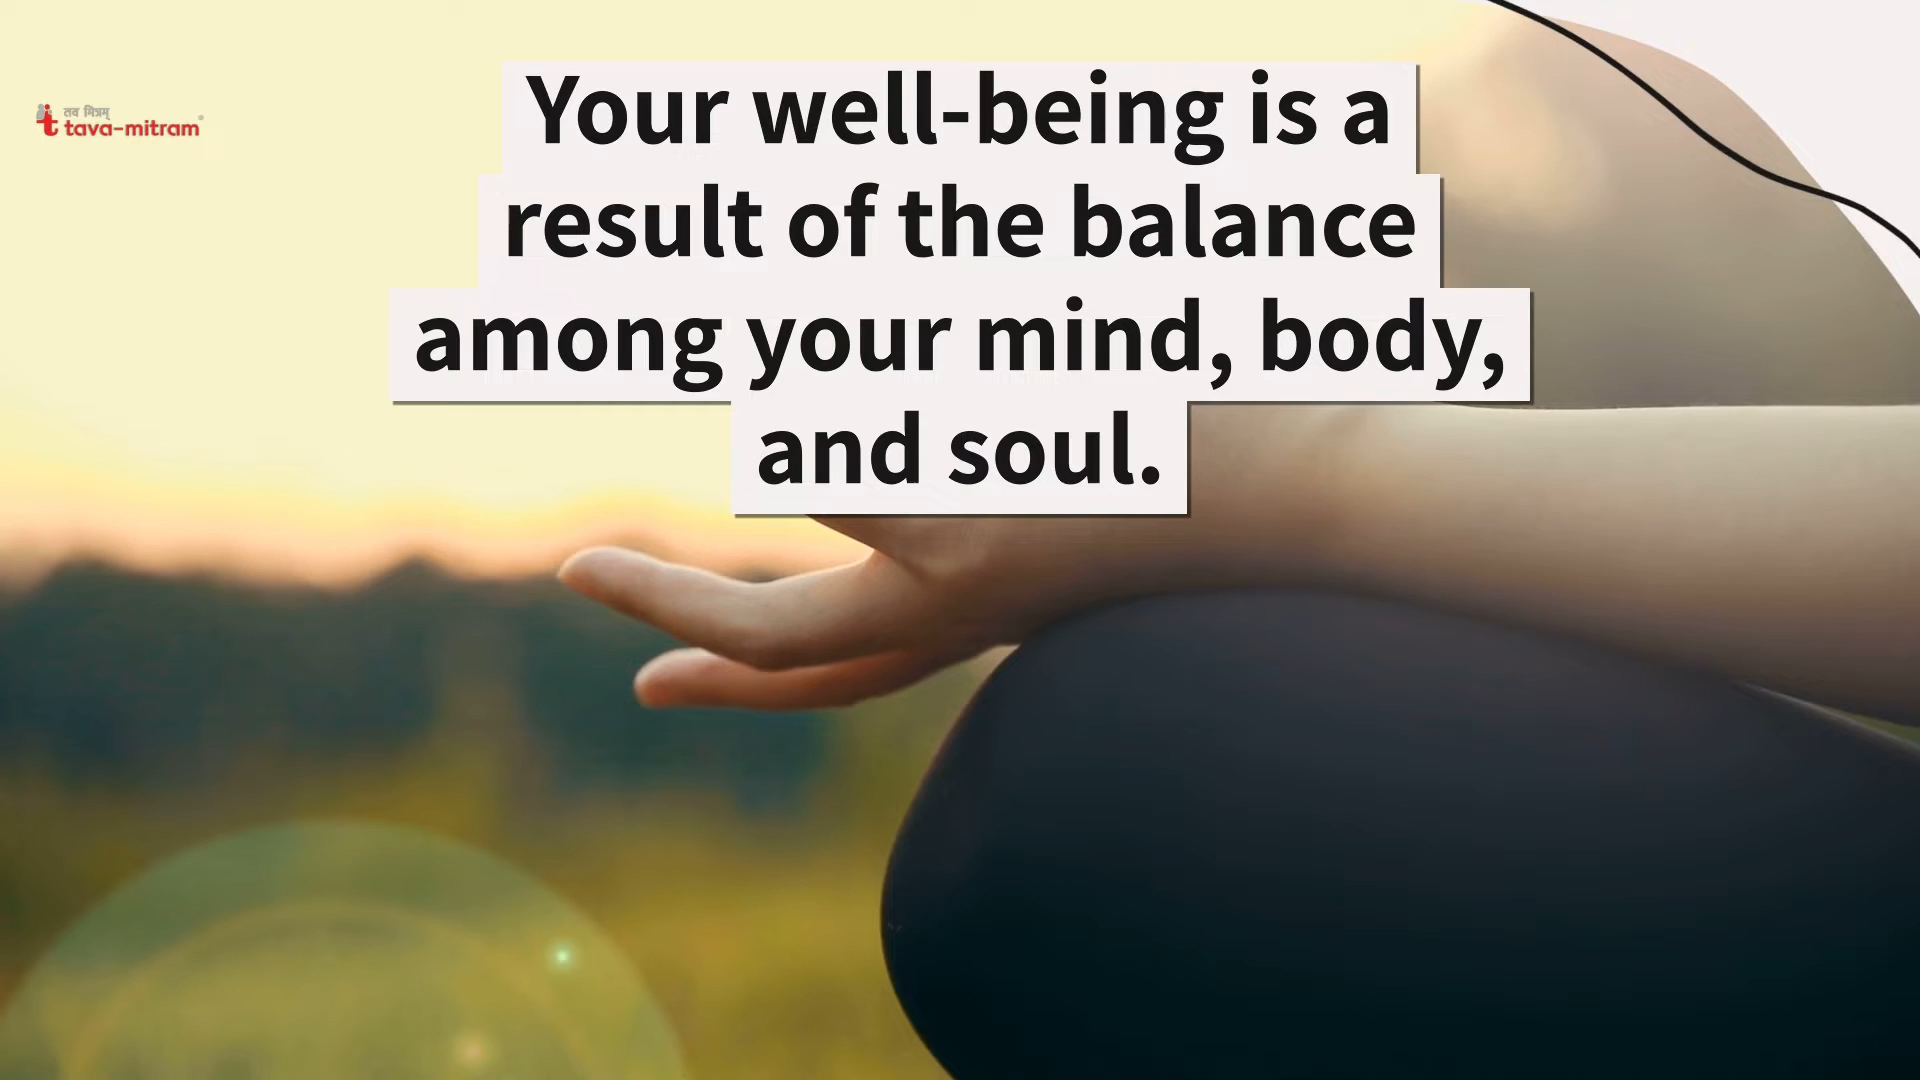 तव मित्रम्
tava-mitram
Your well-being is a
result of the balance
among your mind, body,
and soul.